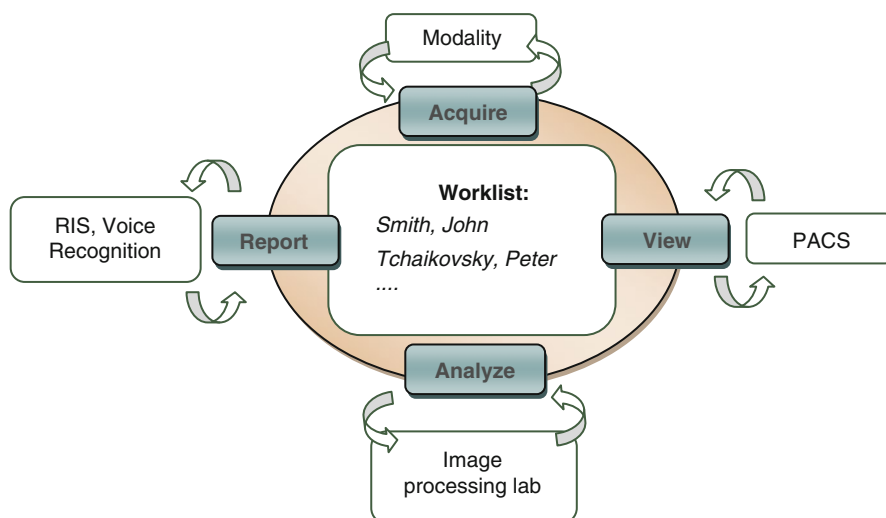 Modality
Acquire
Worklist:
Smith, John
Tchaikovsky, Peter
....
RIS, Voice
Recognition
Report
View
PACS
Analyze
Image
processing lab